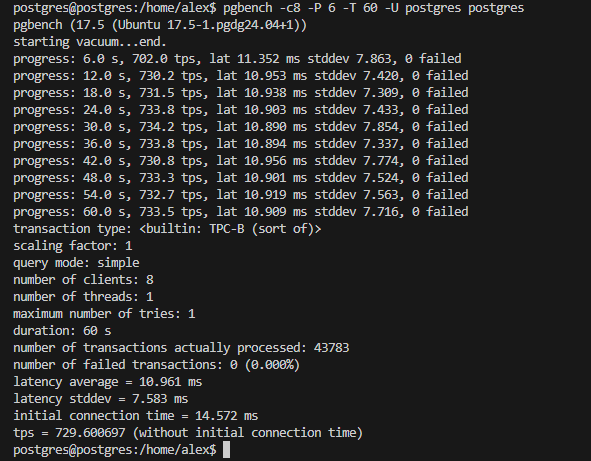 postgres@postgres:/home/alex$ pgbench -c8 -P 6 -T 60 -U postgres postgres
pgbench (17.5 (Ubuntu 17.5-1.pgdg24.04+1))
starting vacuum...end.
progress: 6.0 s, 702.0 tps, lat 11.352 ms stddev 7.863, 0 failed
progress: 12.0 s, 730.2 tps, lat 10.953 ms stddev 7.420, 0 failed
progress: 18.0 s, 731.5 tps, lat 10.938 ms stddev 7.309, 0 failed
progress: 24.0 s, 733.8 tps, lat 10.903 ms stddev 7.433, 0 failed
progress: 30.0 s, 734.2 tps, lat 10.890 ms stddev 7.854, 0 failed
progress: 36.0 s, 733.8 tps, lat 10.894 ms stddev 7.337, 0 failed
progress: 42.0 s, 730.8 tps, lat 10.956 ms stddev 7.774, 0 failed
progress: 48.0 s, 733.3 tps, lat 10.901 ms stddev 7.524, 0 failed
progress: 54.0 s, 732.7 tps, lat 10.919 ms stddev 7.563, 0 failed
progress: 60.0 s, 733.5 tps, lat 10.909 ms stddev 7.716, 0 failed
transaction type: <builtin: TPC-B (sort of)>
scaling factor: 1
query mode: simple
number of clients: 8
number of threads: 1
maximum number of tries: 1
duration: 60 s
number of transactions actually processed: 43783
number of failed transactions: 0 (0.000%)
latency average = 10.961 ms
latency stddev = 7.583 ms
initial connection time = 14.572 ms
tps = 729.600697 (without initial connection time)
postgres@postgres:/home/alex$